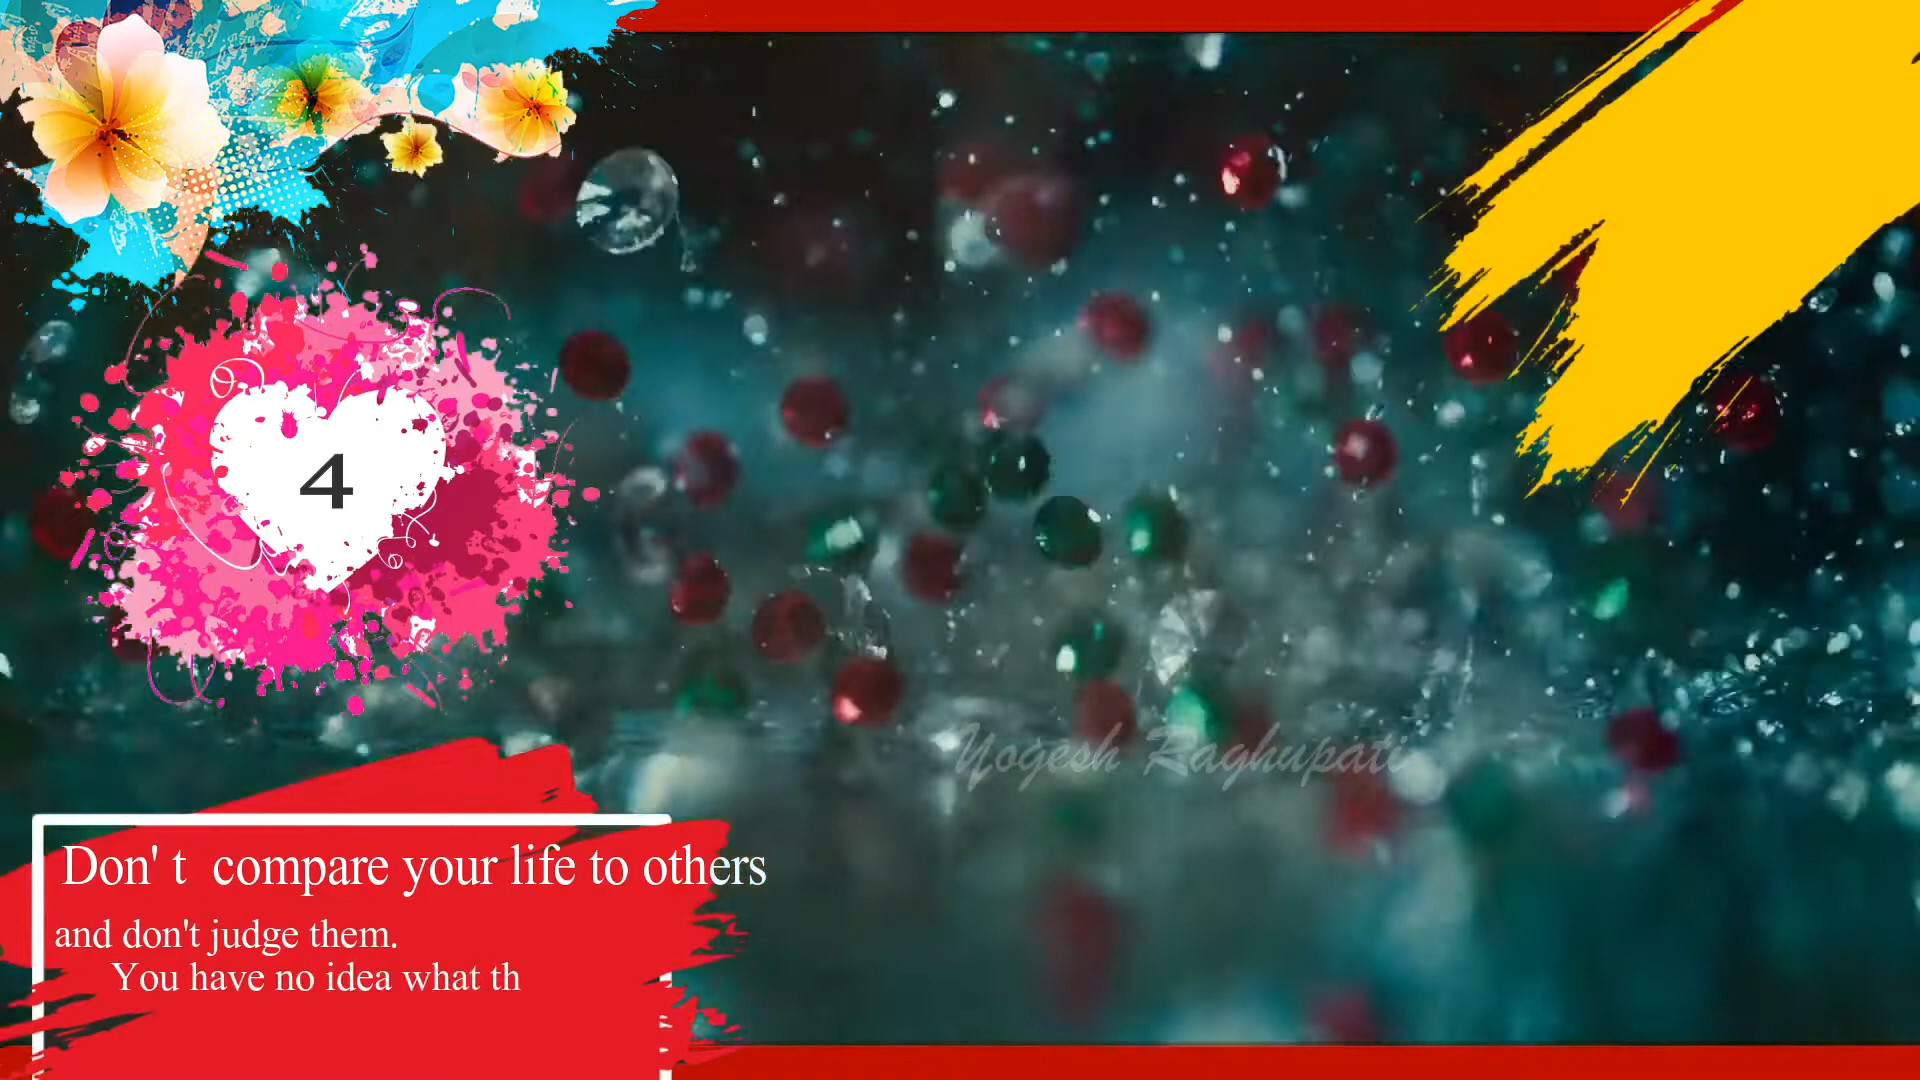 4
Yogesh Raghupati
Don' t compare your life to others
and don't judge them.
You have no idea what th